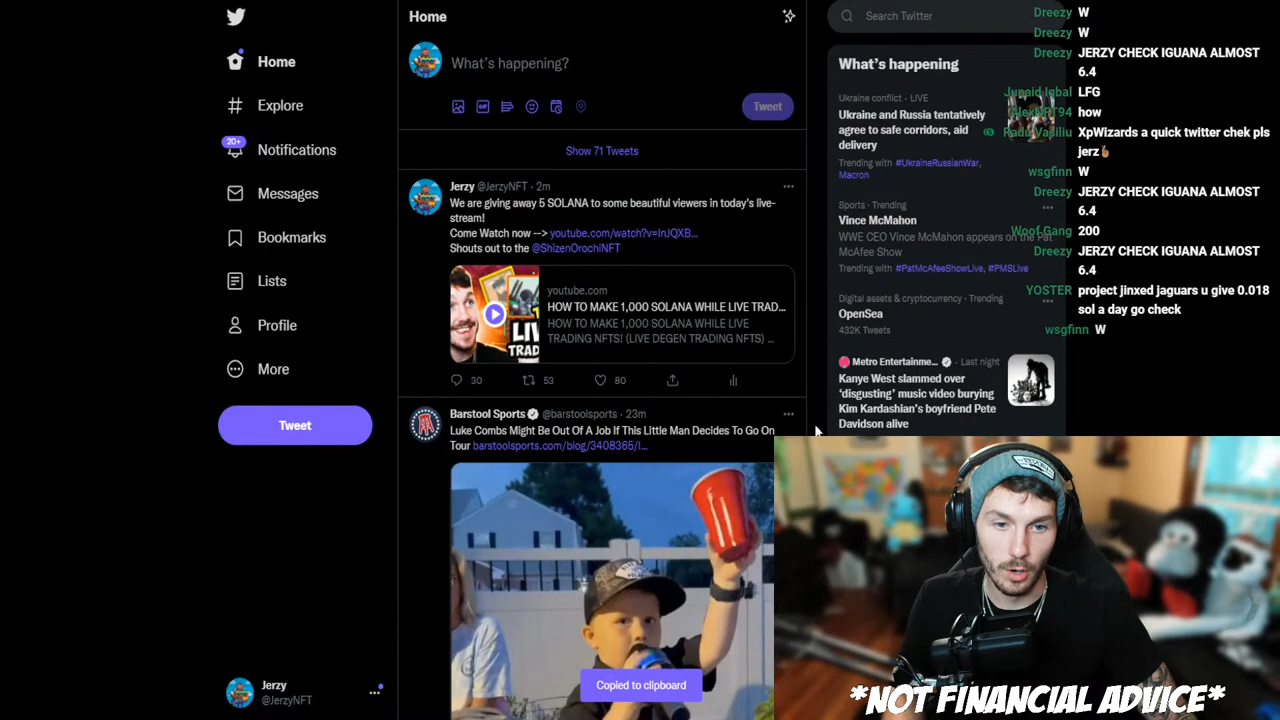 Home
Explore
20+
Notifications
Messages
Bookmarks
Lists
Profile
More
Tweet
Jerzy
@JerzyNFT
Home
What's happening?
Tweet
Show 71 Tweets
Jerzy @JerzyNFT · 2m
We are giving away 5 SOLANA to some beautiful viewers in today's live-
stream!
Come Watch now --> youtube.com/watch?v=InJQXB...
Shouts out to the @ShizenOrochiNFT
youtube.com
HOW TO MAKE 1,000 SOLANA WHILE LIVE TRAD...
HOW TO MAKE 1,000 SOLANA WHILE LIVE
TRADING NFTS! (LIVE DEGEN TRADING NFTS) ...
LIV
TRAD
30
53
80
Barstool Sports @barstoolsports · 23m
Luke Combs Might Be Out Of A Job If This Little Man Decides To Go On
Tour barstoolsports.com/blog/3408365/l...
Copied to clipboard
Search Twitter
What's happening
Ukraine conflict · LIVE
Ukraine and Russia tentatively
agree to safe corridors, aid
delivery
Trending with #UkraineRussianWar,
Macron
Sports · Trending
Vince McMahon
WWE CEO Vince McMahon appears on the Pat
McAfee Show
Trending with #PatMcAfeeShowLive, #PMSLive
Digital assets & cryptocurrency · Trending
OpenSea
432K Tweets
Metro Entertainme... · Last night
Kanye West slammed over
'disgusting' music video burying
Kim Kardashian's boyfriend Pete
Davidson alive
Dreezy W
Dreezy W
Dreezy JERZY CHECK IGUANA ALMOST
6.4
Junaid Iqbal LFG
AlexNFT94 how
Radu Vasiliu XpWizards a quick twitter chek pls
jerz
wsgfinn W
Dreezy JERZY CHECK IGUANA ALMOST
6.4
Woof Gang 200
Dreezy JERZY CHECK IGUANA ALMOST
6.4
YOSTER project jinxed jaguars u give 0.018
sol a day go check
wsgfinn W
*NOT FINANCIAL ADVICE*